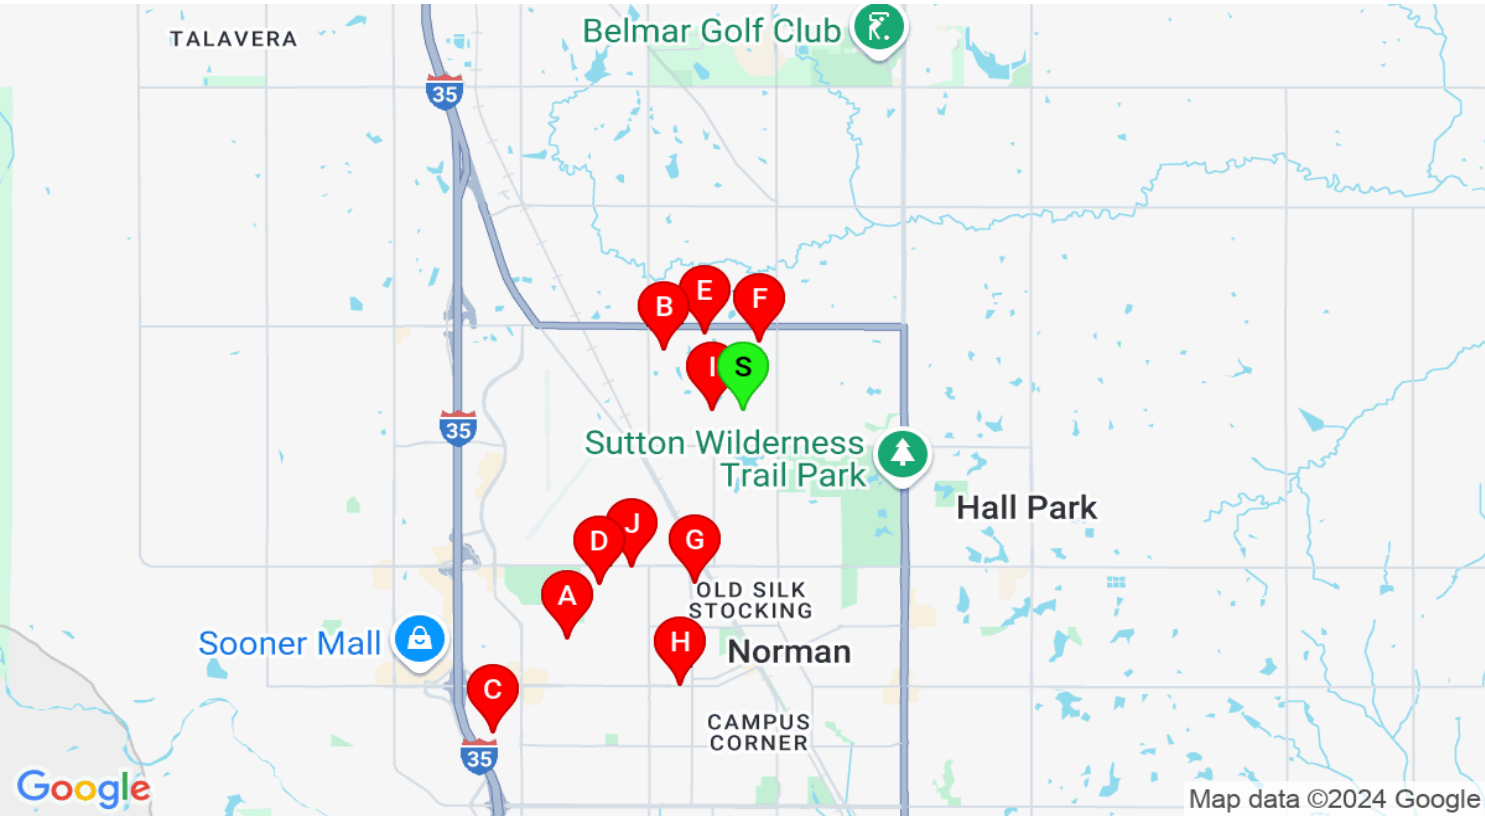 TALAVERA
Belmar Golf Club
35
B
E
F
I
S
35
Sutton Wilderness
Trail Park
Hall Park
D
J
G
A
OLD SILK
STOCKING
Sooner Mall
H
Norman
C
CAMPUS
CORNER
35
Google
Map data ©2024 Google